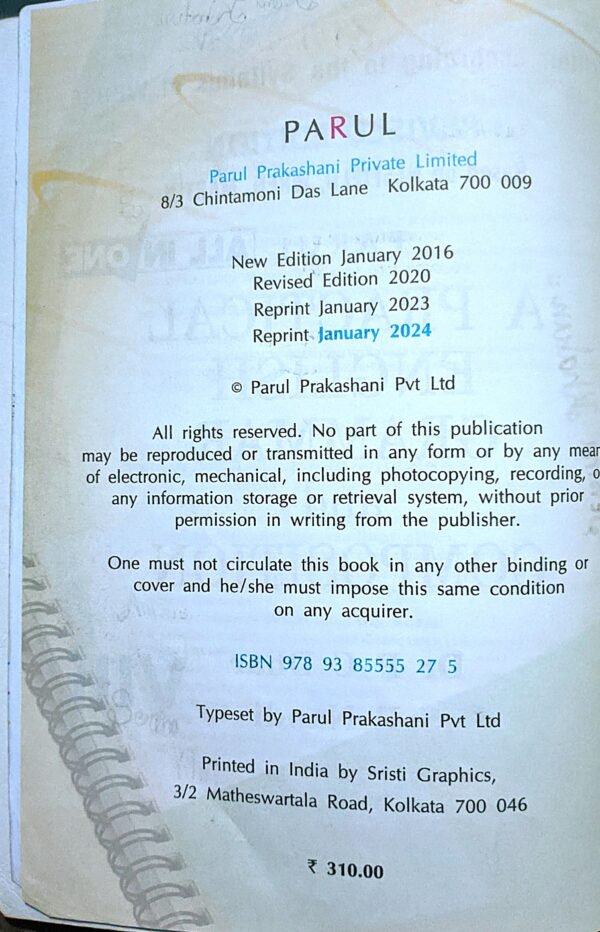 PARUL
Parul Prakashani Private Limited
8/3 Chintamoni Das Lane Kolkata 700 009
New Edition January 2016
Revised Edition 2020
Reprint January 2023
Reprint January 2024
© Parul Prakashani Pvt Ltd
All rights reserved. No part of this publication
may be reproduced or transmitted in any form or by any mean
of electronic, mechanical, including photocopying, recording, o
any information storage or retrieval system, without prior
permission in writing from the publisher.
One must not circulate this book in any other binding or
cover and he/she must impose this same condition
on any acquirer.
ISBN 978 93 85555 27 5
Typeset by Parul Prakashani Pvt Ltd
Printed in India by Sristi Graphics,
3/2 Matheswartala Road, Kolkata 700 046
₹ 310.00